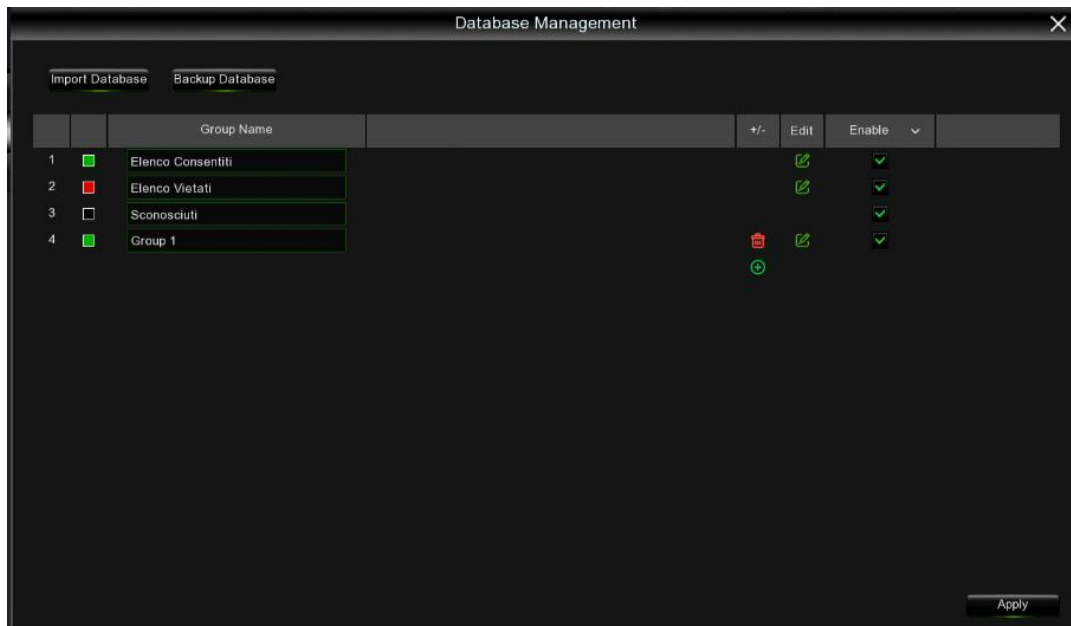 Database Management
Import Database Backup Database
Group Name +/- Edit Enable
1 Elenco Consentiti
2 Elenco Vietati
3 Sconosciuti
4 Group 1
Apply